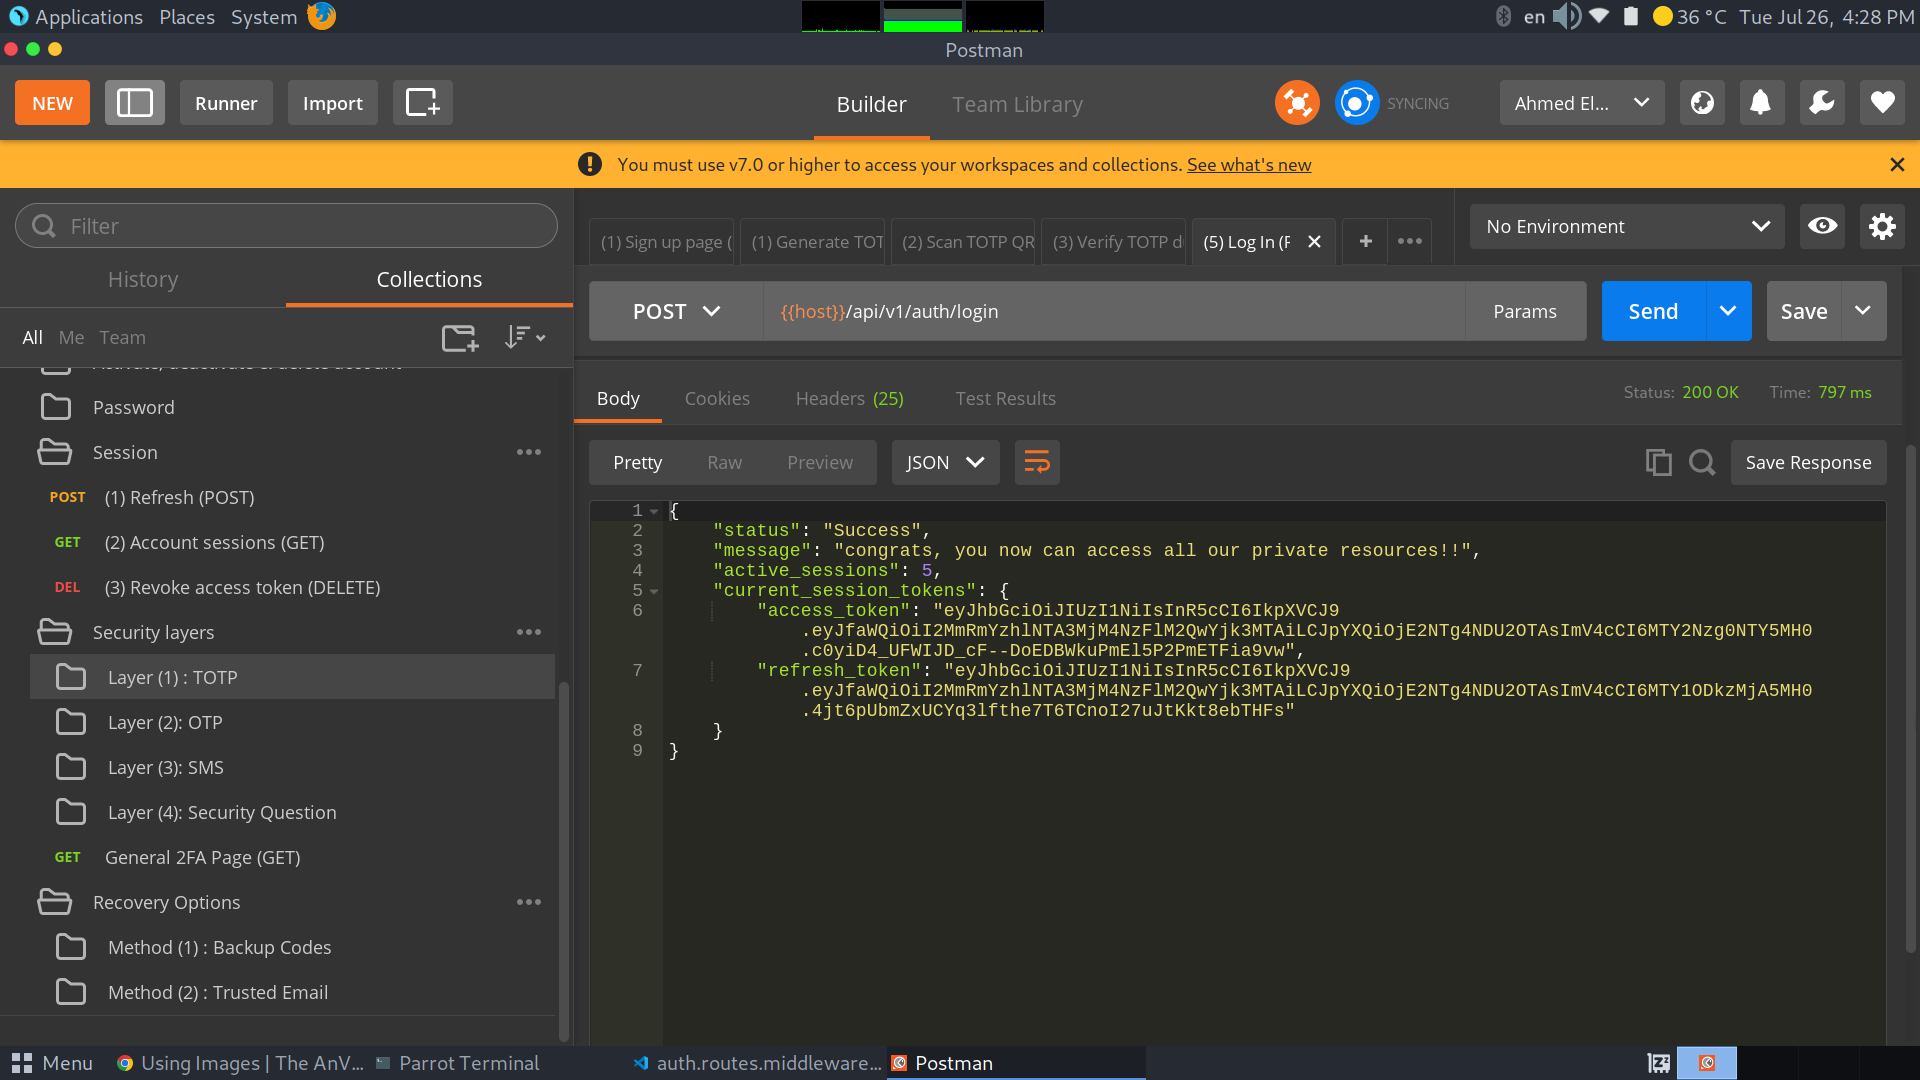 Applications Places System en 36 °C Tue Jul 26, 4:28 PM
Postman
NEW Runner Import Builder Team Library SYNCING Ahmed El...
You must use v7.0 or higher to access your workspaces and collections. See what's new
Filter
History Collections
All Me Team
Password
Session
POST (1) Refresh (POST)
GET (2) Account sessions (GET)
DEL (3) Revoke access token (DELETE)
Security layers
Layer (1) : TOTP
Layer (2): OTP
Layer (3): SMS
Layer (4): Security Question
GET General 2FA Page (GET)
Recovery Options
Method (1) : Backup Codes
Method (2) : Trusted Email
(1) Sign up page ( (1) Generate TOT (2) Scan TOTP QR (3) Verify TOTP d (5) Log In (F No Environment
POST {{host}}/api/v1/auth/login Params Send Save
Body Cookies Headers (25) Test Results Status: 200 OK Time: 797 ms
Pretty Raw Preview JSON Save Response
1 {
2 "status": "Success",
3 "message": "congrats, you now can access all our private resources!!",
4 "active_sessions": 5,
5 "current_session_tokens": {
6 "access_token": "eyJhbGciOiJIUzI1NiIsInR5cCI6IkpXVCJ9
.eyJfaWQiOiI2MmRmYzhlNTA3MjM4NzFlM2QwYjk3MTAiLCJpYXQiOjE2NTg4NDU2OTAsImV4cCI6MTY2Nzg0NTY5MH0
.c0yiD4_UFWIJD_cF--DoEDBWkuPmEl5P2PmETFia9vw",
7 "refresh_token": "eyJhbGciOiJIUzI1NiIsInR5cCI6IkpXVCJ9
.eyJfaWQiOiI2MmRmYzhlNTA3MjM4NzFlM2QwYjk3MTAiLCJpYXQiOjE2NTg4NDU2OTAsImV4cCI6MTY1ODkzMjA5MH0
.4jt6pUbmZxUCYq3lfthe7T6TCnoI27uJtKkt8ebTHFs"
8 }
9 }
Menu Using Images | The AnV... Parrot Terminal auth.routes.middleware... Postman